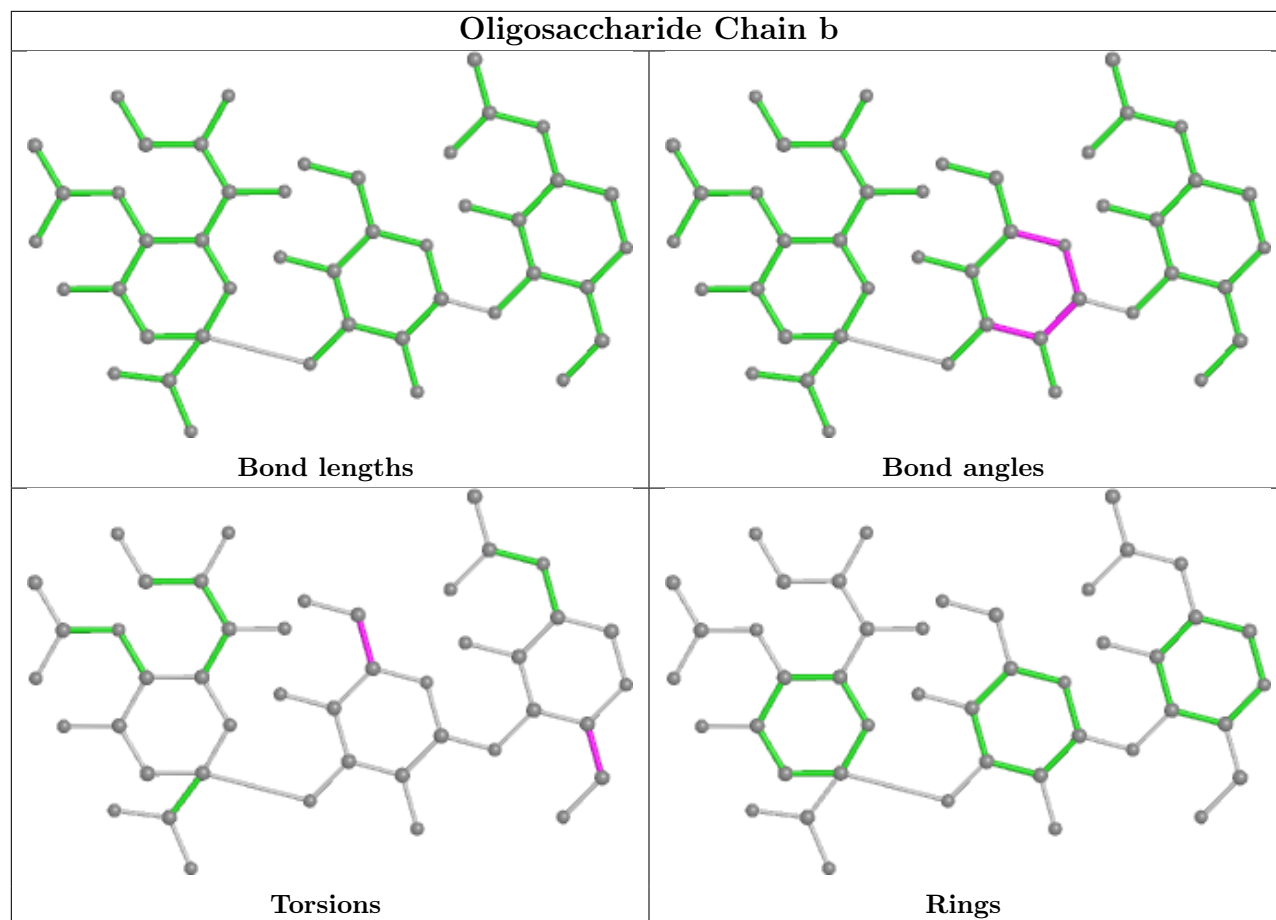 Oligosaccharide Chain b
Bond lengths
Bond angles
Torsions
Rings